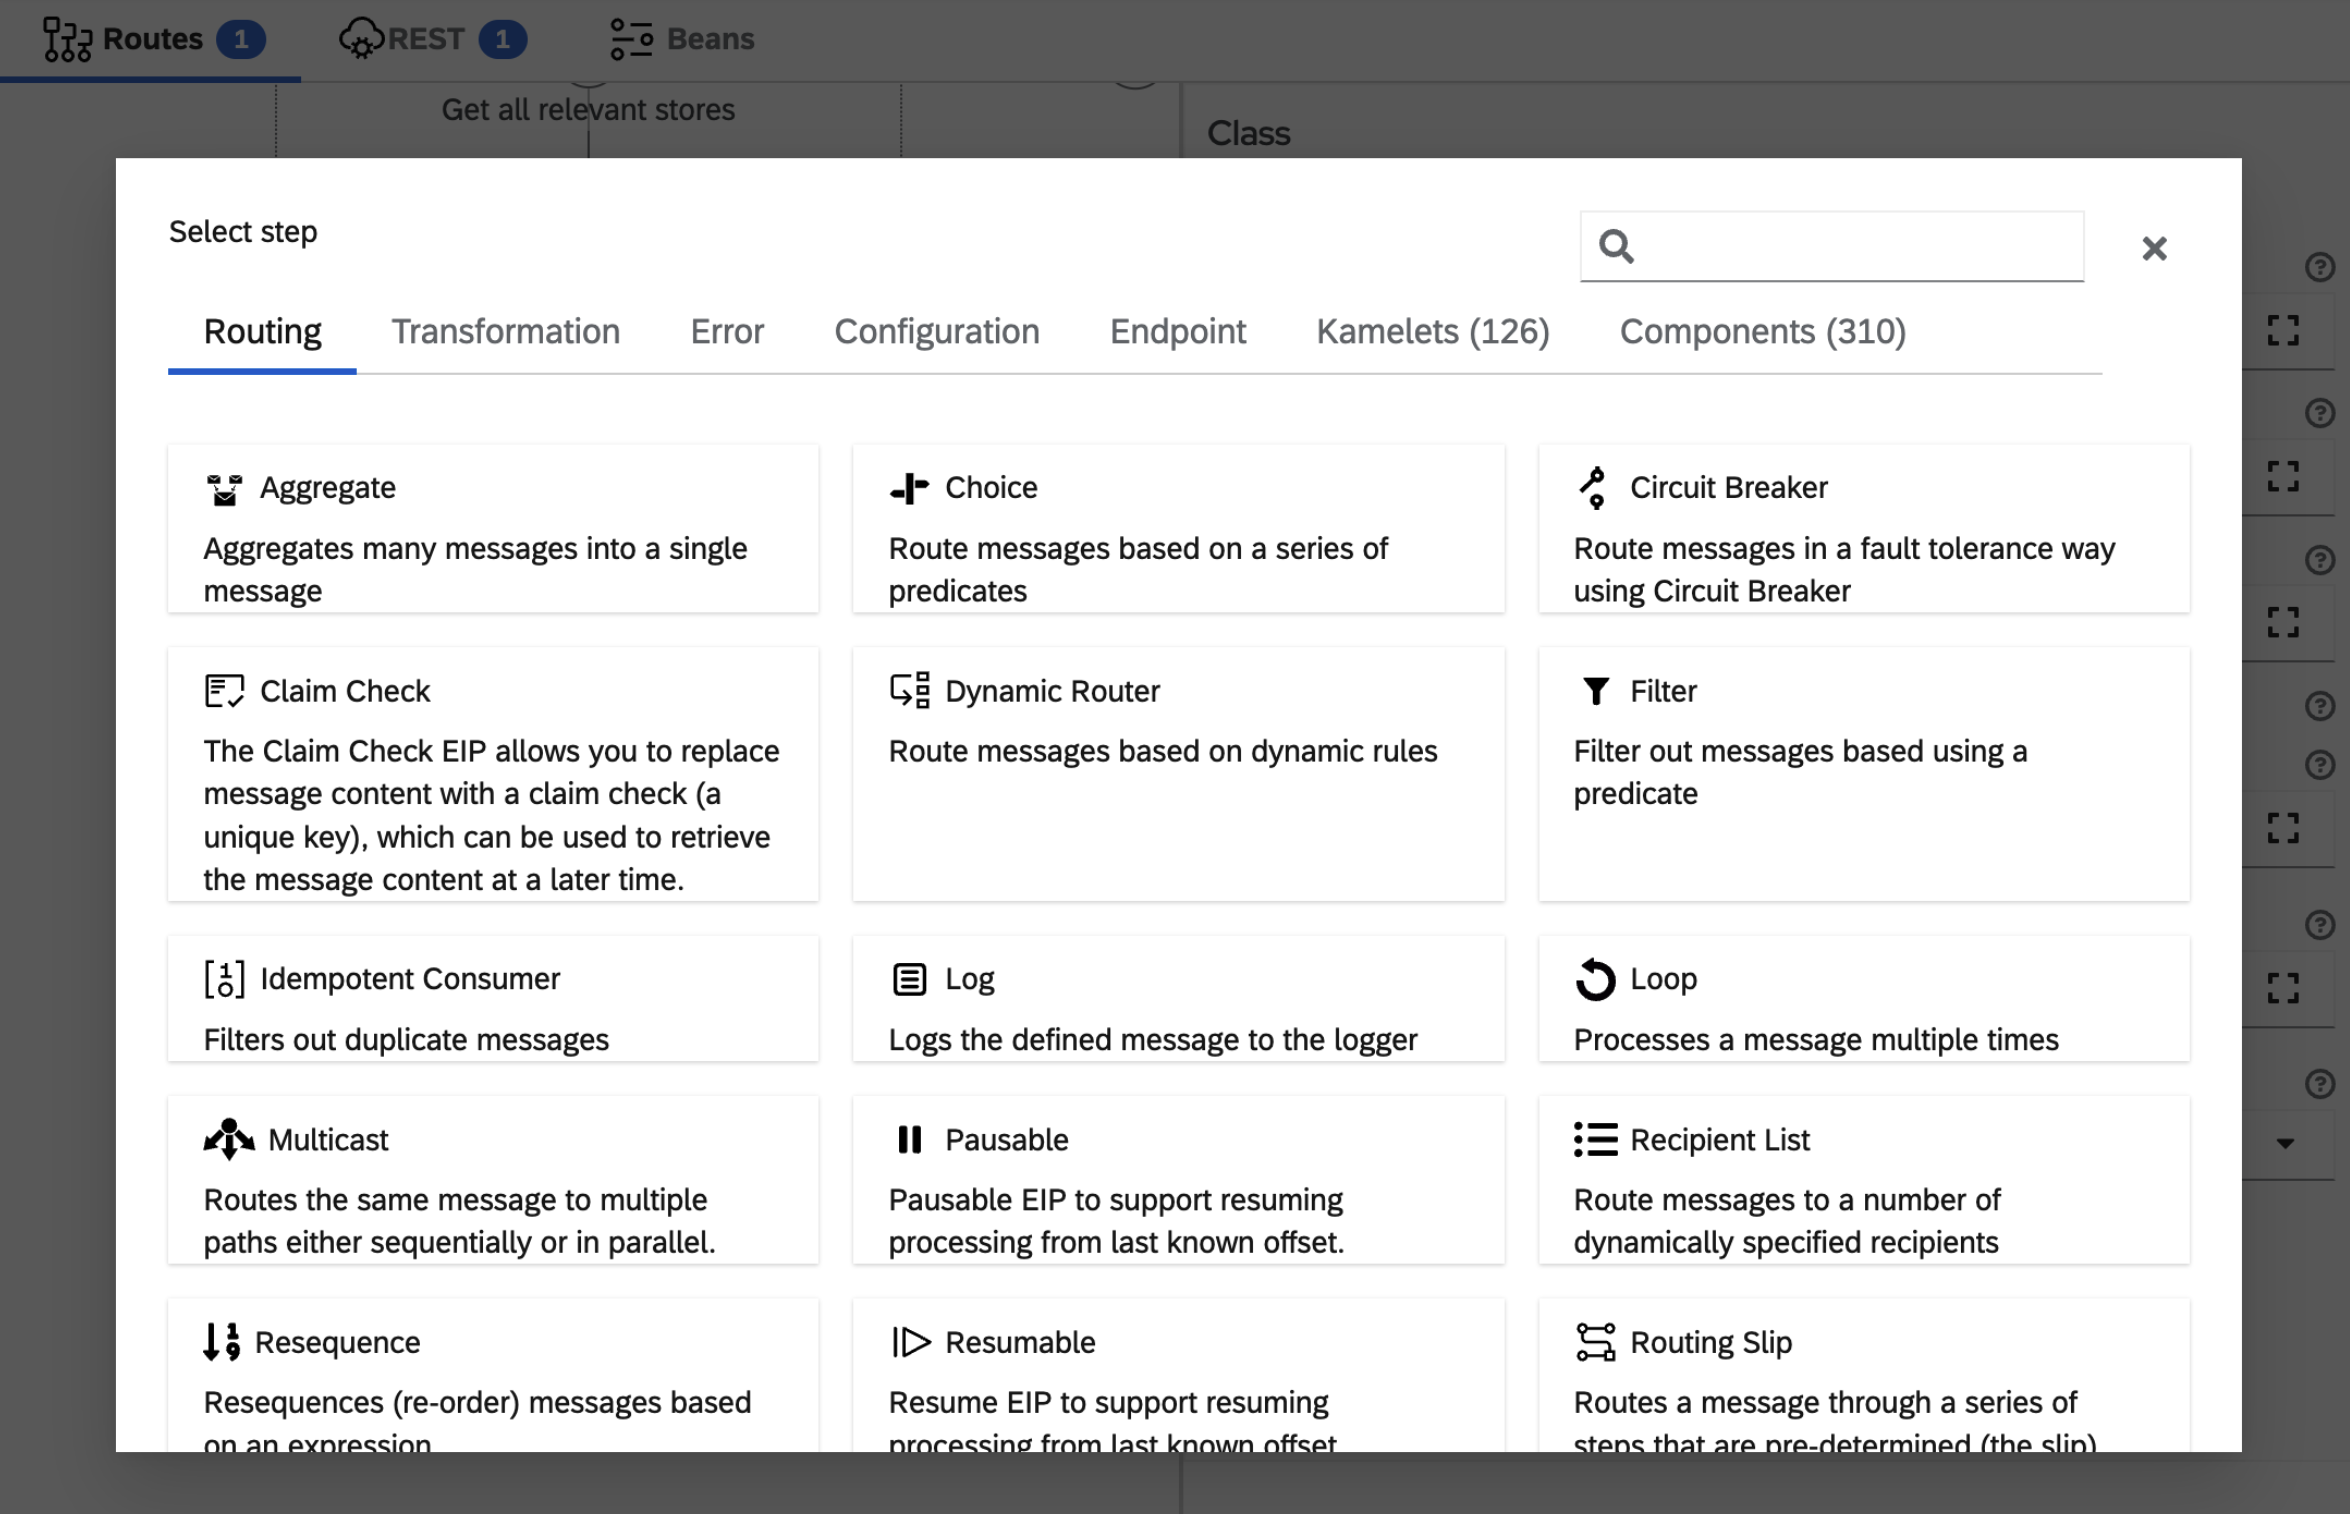 Routes 1 REST 1 Beans
Get all relevant stores
Class
Select step
Routing Transformation Error Configuration Endpoint Kamelets (126) Components (310)
Aggregate
Aggregates many messages into a single
message
Choice
Route messages based on a series of
predicates
Circuit Breaker
Route messages in a fault tolerance way
using Circuit Breaker
Claim Check
The Claim Check EIP allows you to replace
message content with a claim check (a
unique key), which can be used to retrieve
the message content at a later time.
Dynamic Router
Route messages based on dynamic rules
Filter
Filter out messages based using a
predicate
Idempotent Consumer
Filters out duplicate messages
Log
Logs the defined message to the logger
Loop
Processes a message multiple times
Multicast
Routes the same message to multiple
paths either sequentially or in parallel.
Pausable
Pausable EIP to support resuming
processing from last known offset.
Recipient List
Route messages to a number of
dynamically specified recipients
Resequence
Resequences (re-order) messages based
on an expression
Resumable
Resume EIP to support resuming
processing from last known offset
Routing Slip
Routes a message through a series of
steps that are pre-determined (the slip)